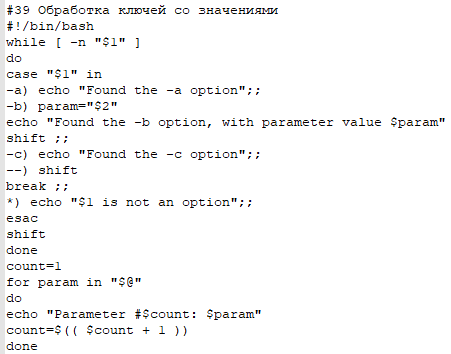 #39 Обработка ключей со значениями
#!/bin/bash
while [ -n "$1" ]
do
case "$1" in
-a) echo "Found the -a option";;
-b) param="$2"
echo "Found the -b option, with parameter value $param"
shift ;;
-c) echo "Found the -c option";;
--) shift
break ;;
*) echo "$1 is not an option";;
esac
shift
done
count=1
for param in "$@"
do
echo "Parameter #$count: $param"
count=$(( $count + 1 ))
done